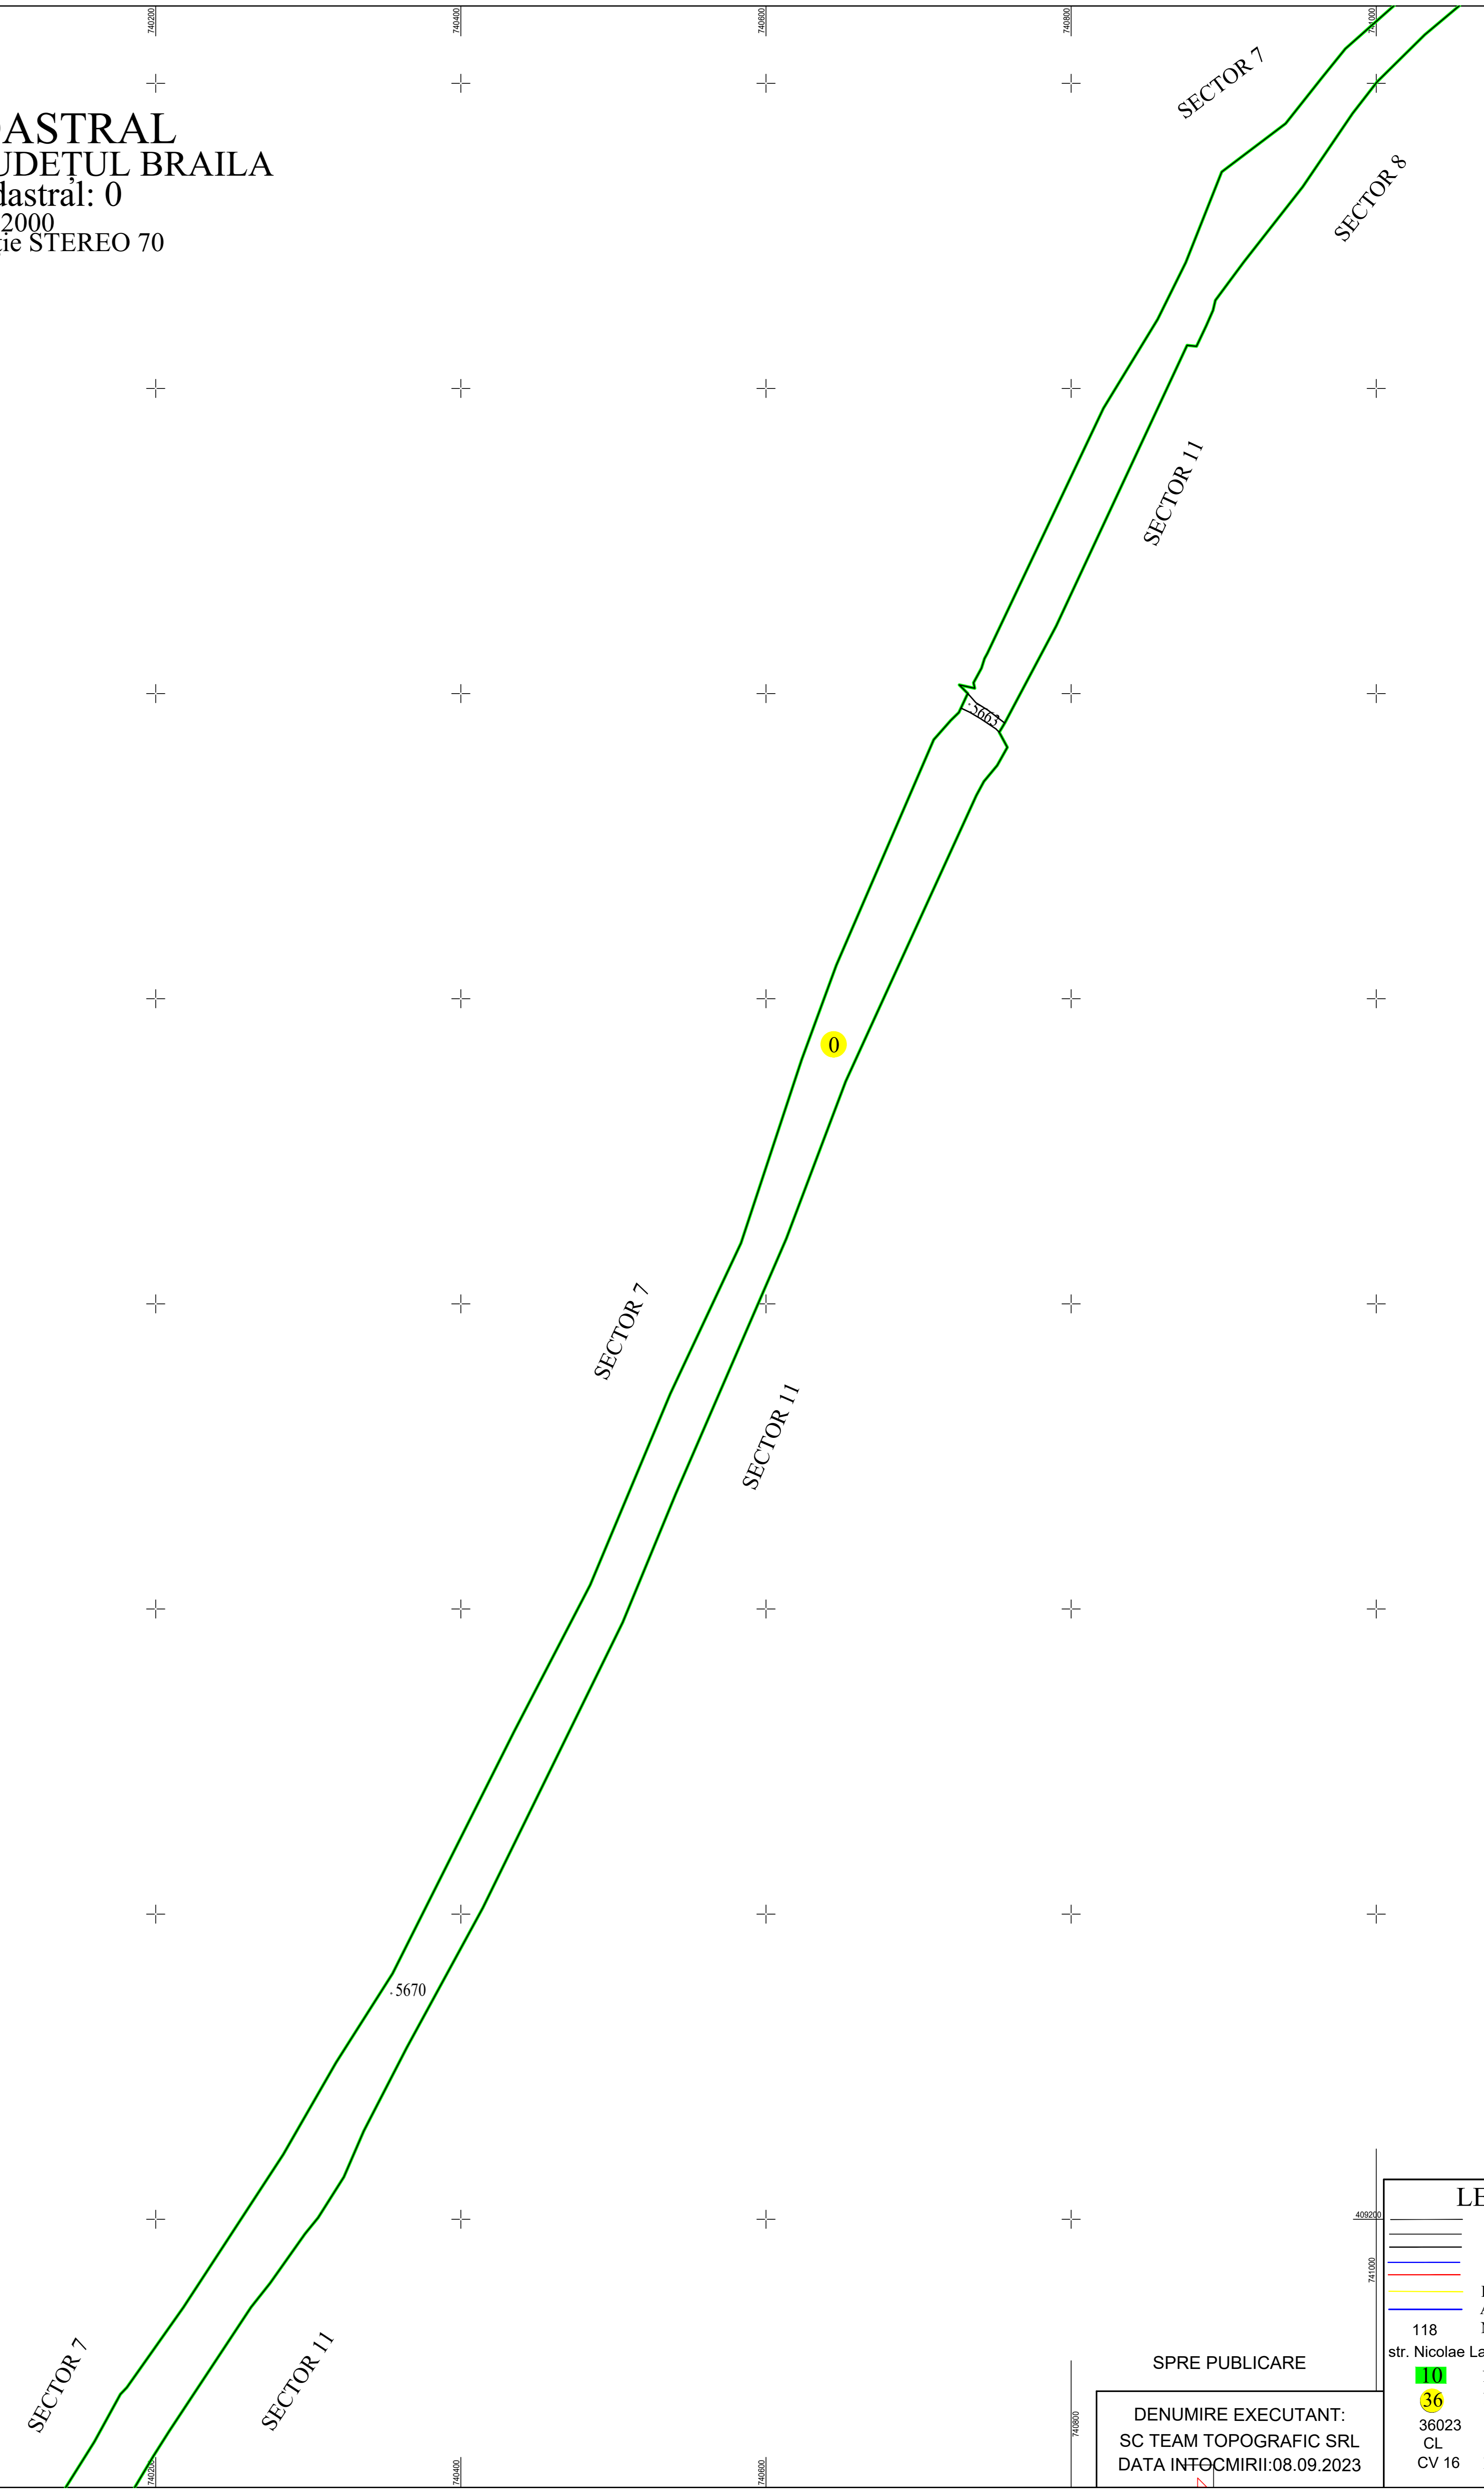 740200
740400
740600
740800
741000
ASTRAL
UDEȚUL BRAILA
dastral: 0
2000
ție STEREO 70
SECTOR 7
SECTOR 8
SECTOR 11
.5663
0
SECTOR 7
SECTOR 11
.5670
SECTOR 7
SECTOR 11
409200
741000
LE
118
str. Nicolae La
10
36
36023
CL
CV 16
SPRE PUBLICARE
740800
DENUMIRE EXECUTANT:
SC TEAM TOPOGRAFIC SRL
DATA INTOCMIRII:08.09.2023
740200
740400
740600